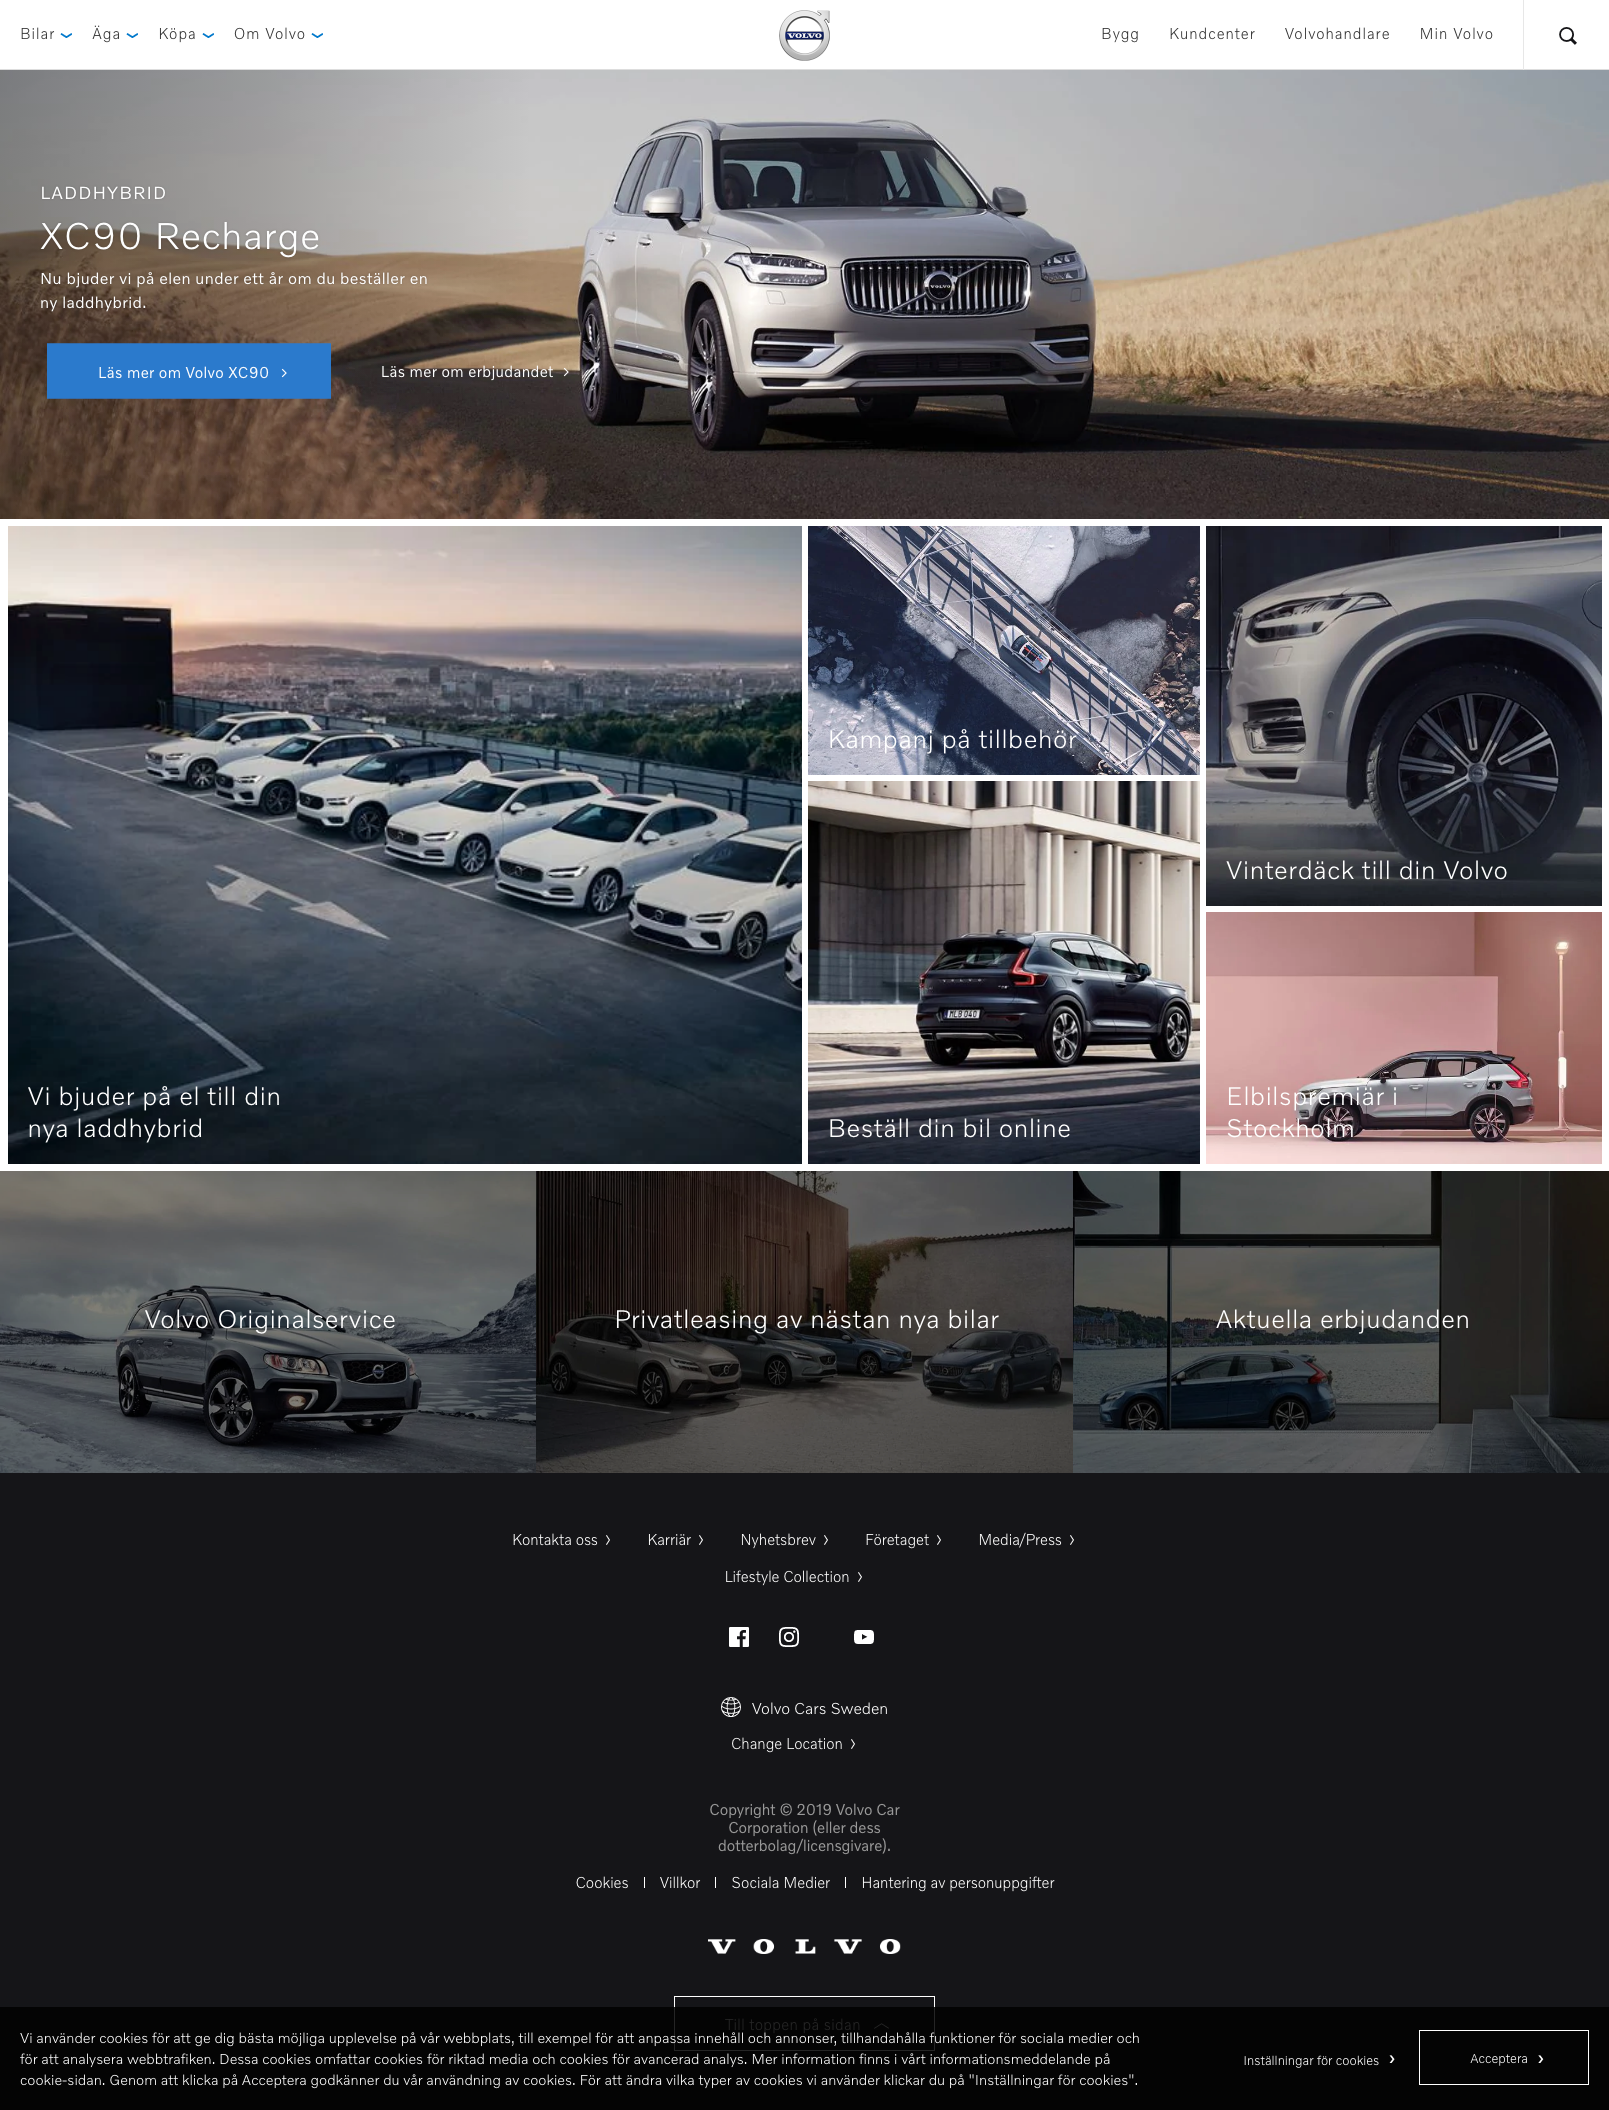 Bilar Äga Köpa Om Volvo
VOLVO
Bygg Kundcenter Volvohandlare Min Volvo
LADDHYBRID
XC90 Recharge
Nu bjuder vi på elen under ett år om du beställer en
ny laddhybrid.
Läs mer om Volvo XC90
Läs mer om erbjudandet
Kampanj på tillbehör
Vinterdäck till din Volvo
MLB 040
Vi bjuder på el till din
nya laddhybrid
Beställ din bil online
Elbilspremiär i
Stockholm
Volvo Originalservice
Privatleasing av nästan nya bilar
Aktuella erbjudanden
Kontakta oss Karriär Nyhetsbrev Företaget Media/Press
Lifestyle Collection
Volvo Cars Sweden
Change Location
Copyright © 2019 Volvo Car
Corporation (eller dess
dotterbolag/licensgivare).
Cookies Villkor Sociala Medier Hantering av personuppgifter
VOLVO
Till toppen på sidan
Vi använder cookies för att ge dig bästa möjliga upplevelse på vår webbplats, till exempel för att anpassa innehåll och annonser, tillhandahålla funktioner för sociala medier och
för att analysera webbtrafiken. Dessa cookies omfattar cookies för riktad media och cookies för avancerad analys. Mer information finns i vårt informationsmeddelande på
cookie-sidan. Genom att klicka på Acceptera godkänner du vår användning av cookies. För att ändra vilka typer av cookies vi använder klickar du på "Inställningar för cookies".
Inställningar för cookies
Acceptera